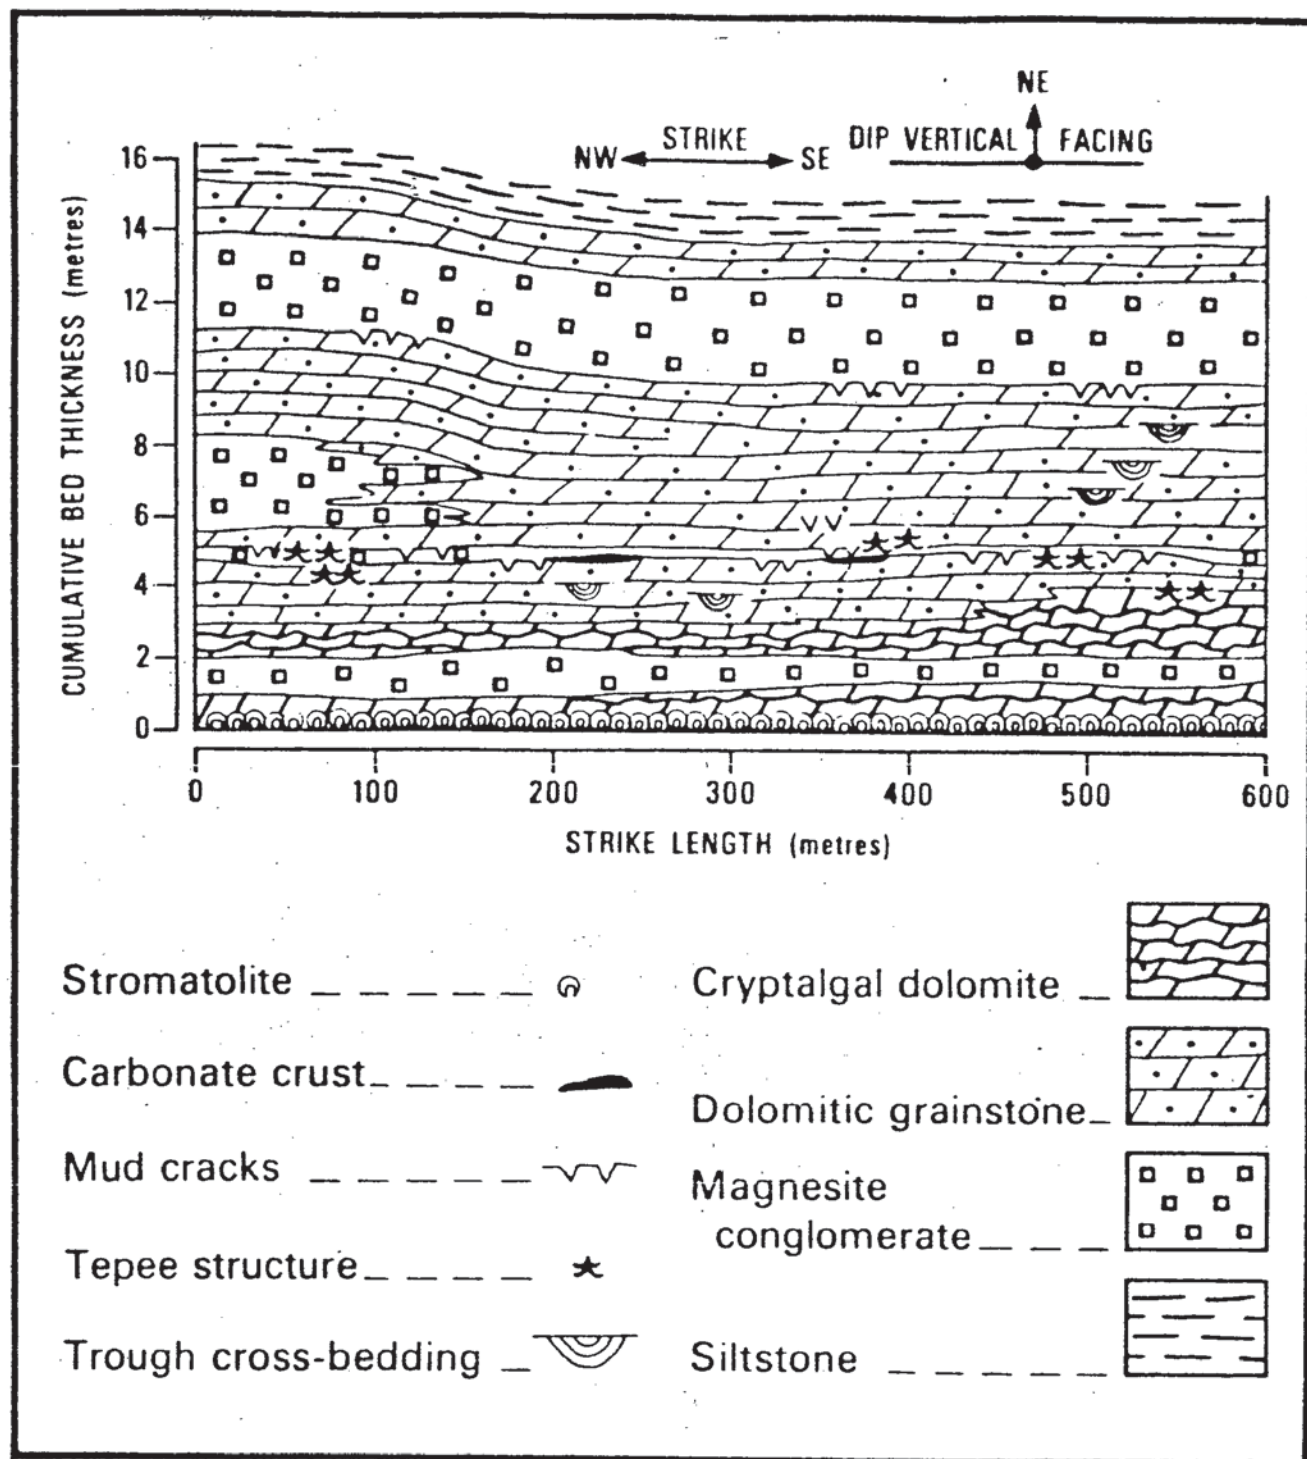 NE
NW STRIKE SE DIP VERTICAL FACING
CUMULATIVE BED THICKNESS (metres)
16
14
12
10
8
6
4
2
0
0 100 200 300 400 500 600
STRIKE LENGTH (metres)
Stromatolite
Carbonate crust
Mud cracks
Tepee structure
Trough cross-bedding
Cryptalgal dolomite
Dolomitic grainstone
Magnesite
conglomerate
Siltstone